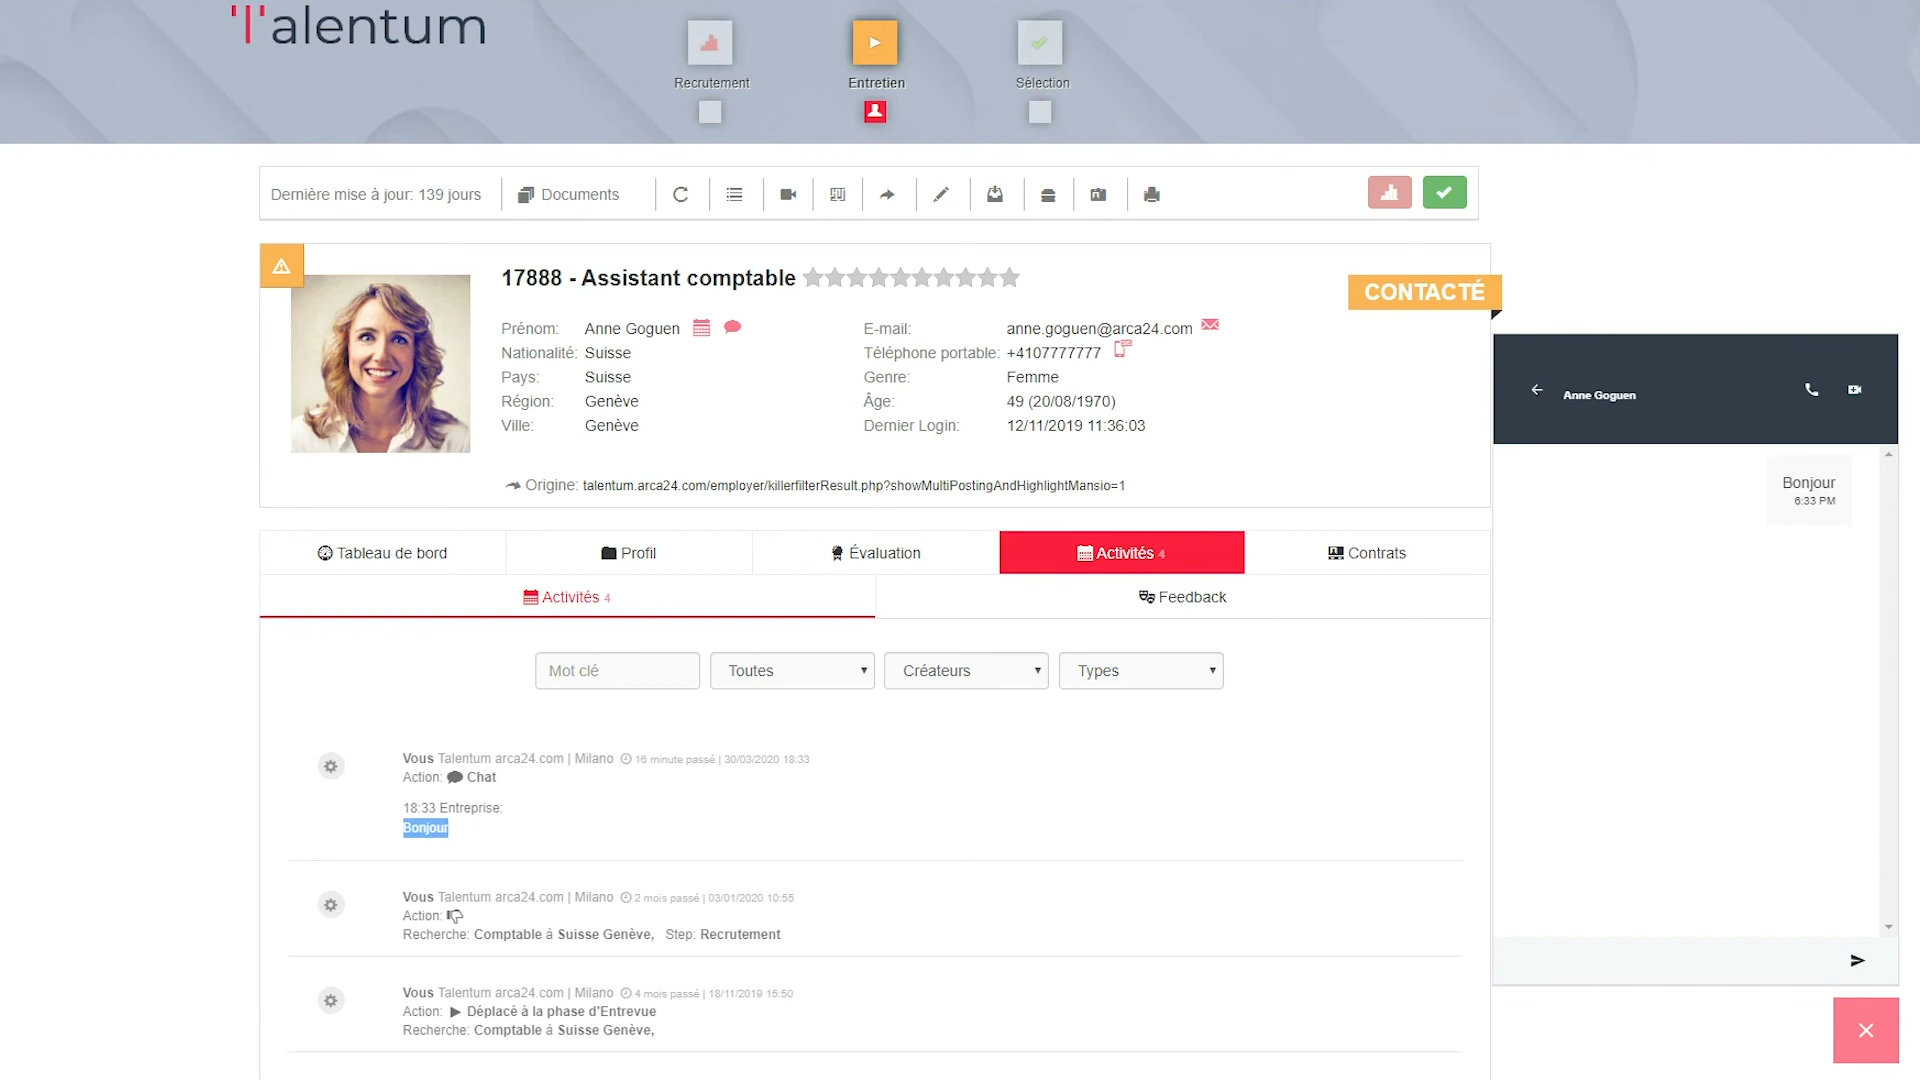 'l'alentum
Recrutement
Entretien
Sélection
Dernière mise à jour: 139 jours
Documents
17888 - Assistant comptable
CONTACTÉ
Prénom: Anne Goguen
E-mail: anne.goguen@arca24.com
Nationalité: Suisse
Téléphone portable: +4107777777
Pays: Suisse
Genre: Femme
Région: Genève
Âge: 49 (20/08/1970)
Ville: Genève
Dernier Login: 12/11/2019 11:36:03
Origine: talentum.arca24.com/employer/killerfilterResult.php?showMultiPostingAndHighlightMansio=1
Anne Goguen
Bonjour
6:33 PM
Tableau de bord
Profil
Évaluation
Activités 4
Contrats
Activités 4
Feedback
Mot clé
Toutes
Créateurs
Types
Vous Talentum arca24.com | Milano 16 minute passé | 30/03/2020 18:33
Action: Chat
18:33 Entreprise:
Bonjour
Vous Talentum arca24.com | Milano 2 mois passé | 03/01/2020 10:55
Action:
Recherche: Comptable à Suisse Genève, Step: Recrutement
Vous Talentum arca24.com | Milano 4 mois passé | 18/11/2019 15:50
Action: Déplacé à la phase d'Entrevue
Recherche: Comptable à Suisse Genève,